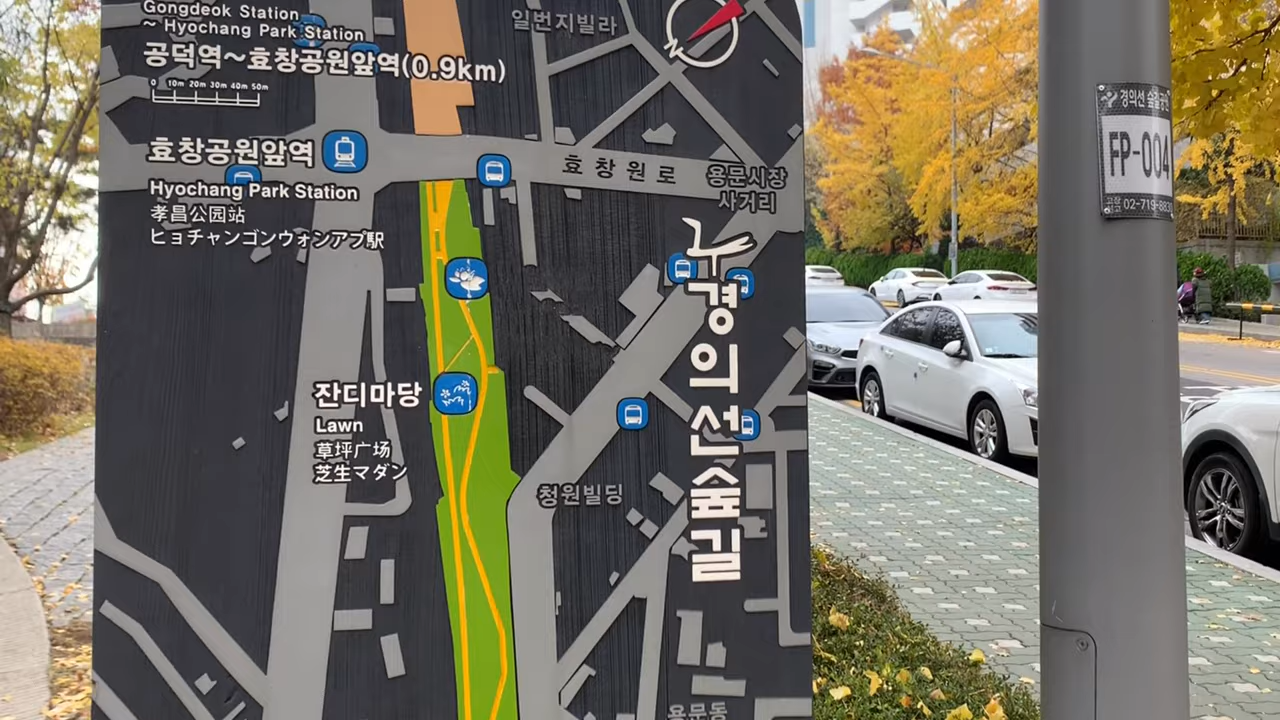 Gongdeok Station
~ Hyochang Park Station
공덕역~효창공원앞역(0.9km)
0 10m 20m 30m 40m 50m
일번지빌라
N
효창공원앞역
Hyochang Park Station
孝昌公园站
ヒョチャンゴンウォンアプ駅
효창원로
용문시장
사거리
잔디마당
Lawn
草坪广场
芝生マダン
청원빌딩
경의선숲길
용문동
경의선 숲길공원
FP-004
고장 02-719-8830